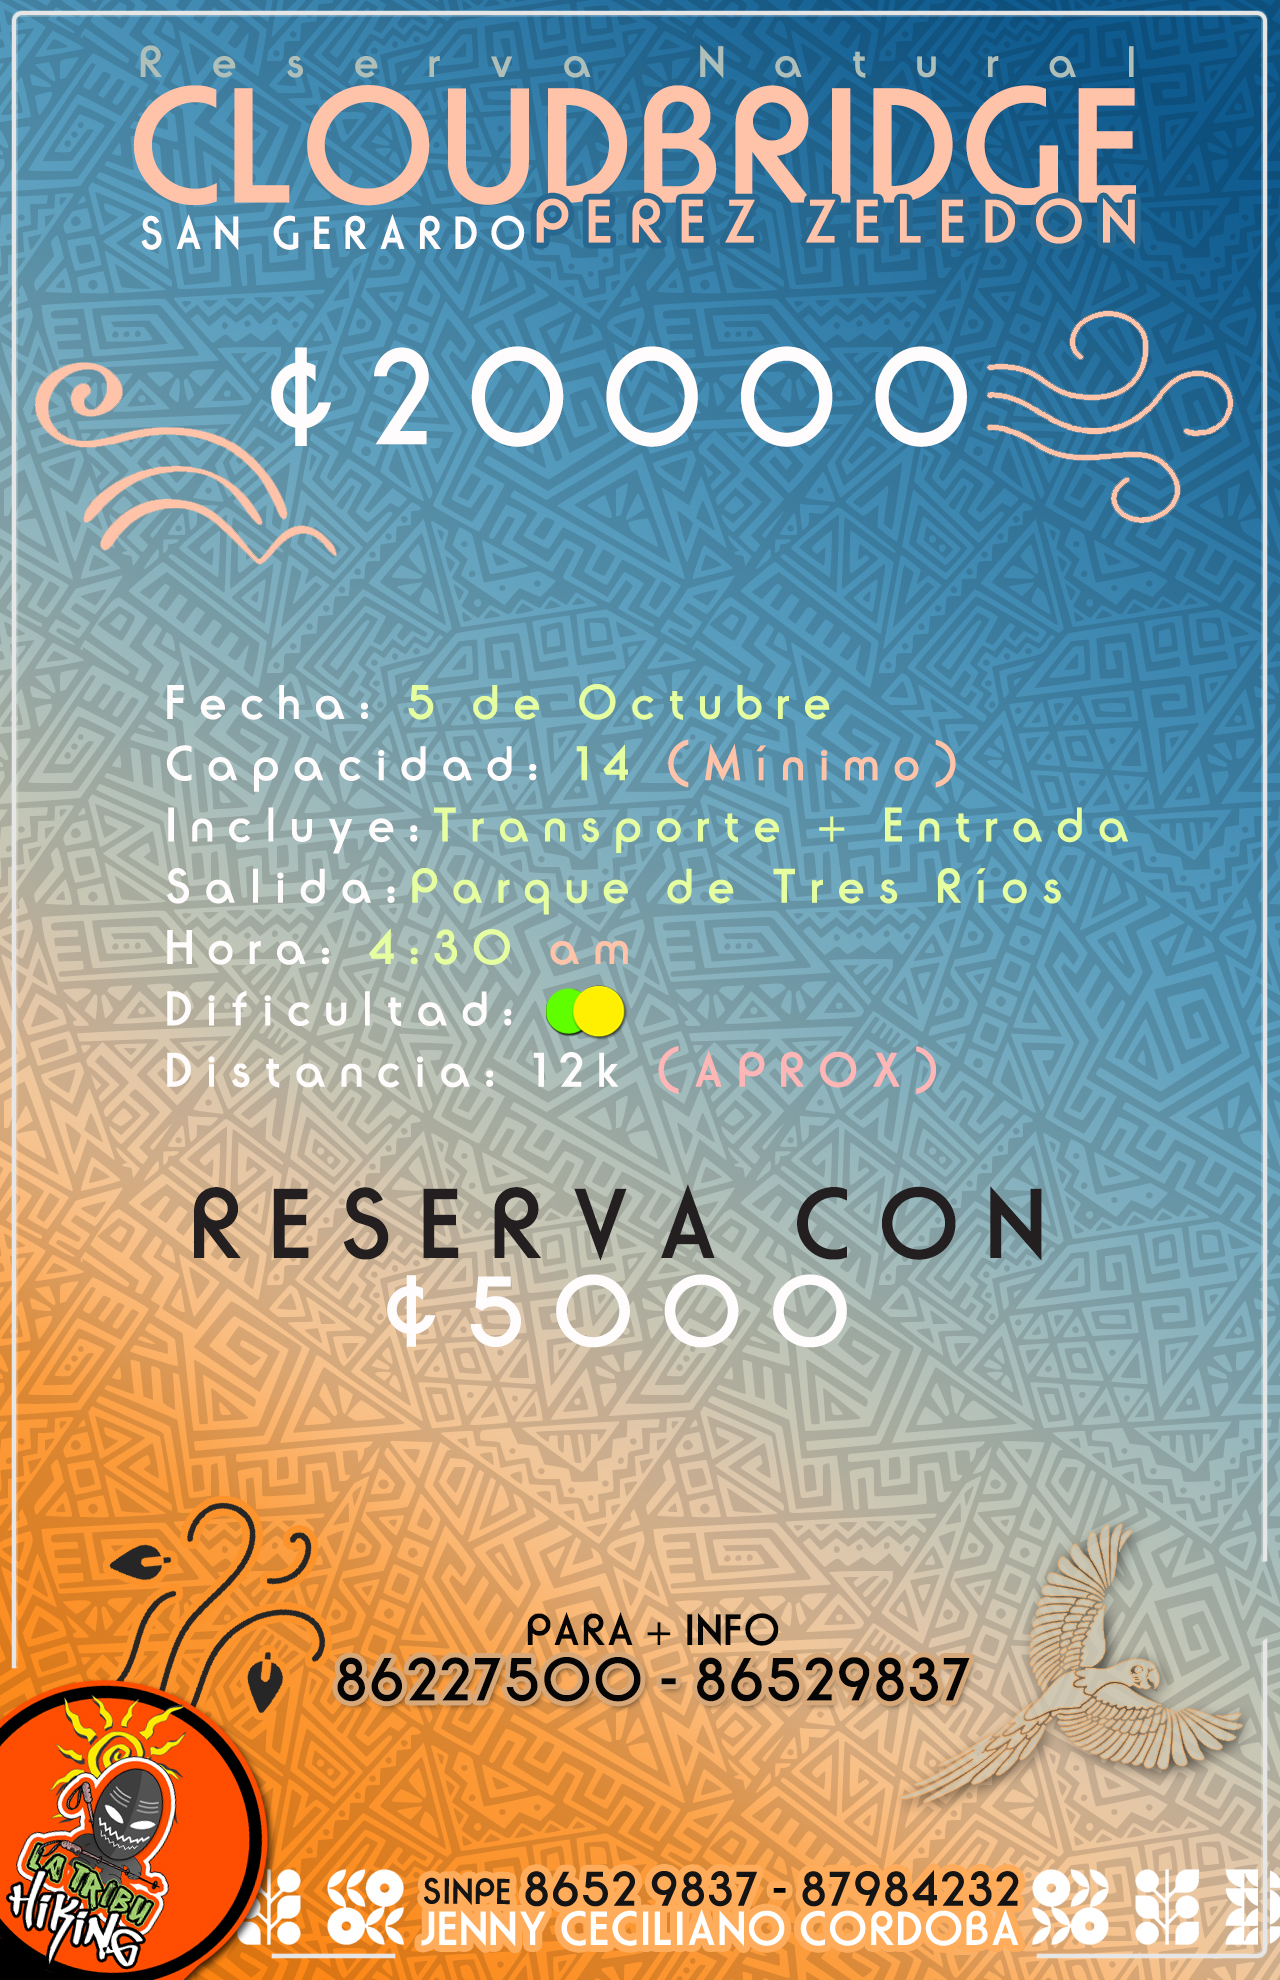 Reserva Natural
CLOUDBRIDGE
SAN GERARDO PEREZ ZELEDON
¢20000
Fecha: 5 de Octubre
Capacidad: 14 (Mínimo)
Incluye:Transporte + Entrada
Salida:Parque de Tres Ríos
Hora: 4:30 am
Dificultad:
Distancia: 12k (APROX)
RESERVA CON
¢5000
PARA + INFO
86227500 - 86529837
LA TRIBU
HIKING
SINPE 8652 9837 - 87984232
JENNY CECILIANO CORDOBA